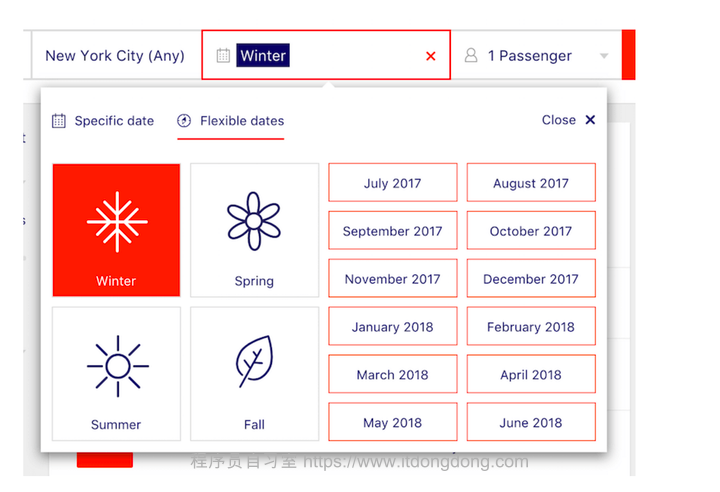 New York City (Any) Winter 1 Passenger
Specific date Flexible dates Close
Winter Spring
Summer Fall
July 2017 August 2017
September 2017 October 2017
November 2017 December 2017
January 2018 February 2018
March 2018 April 2018
May 2018 June 2018
程序员自习室 https://www.itdongdong.com